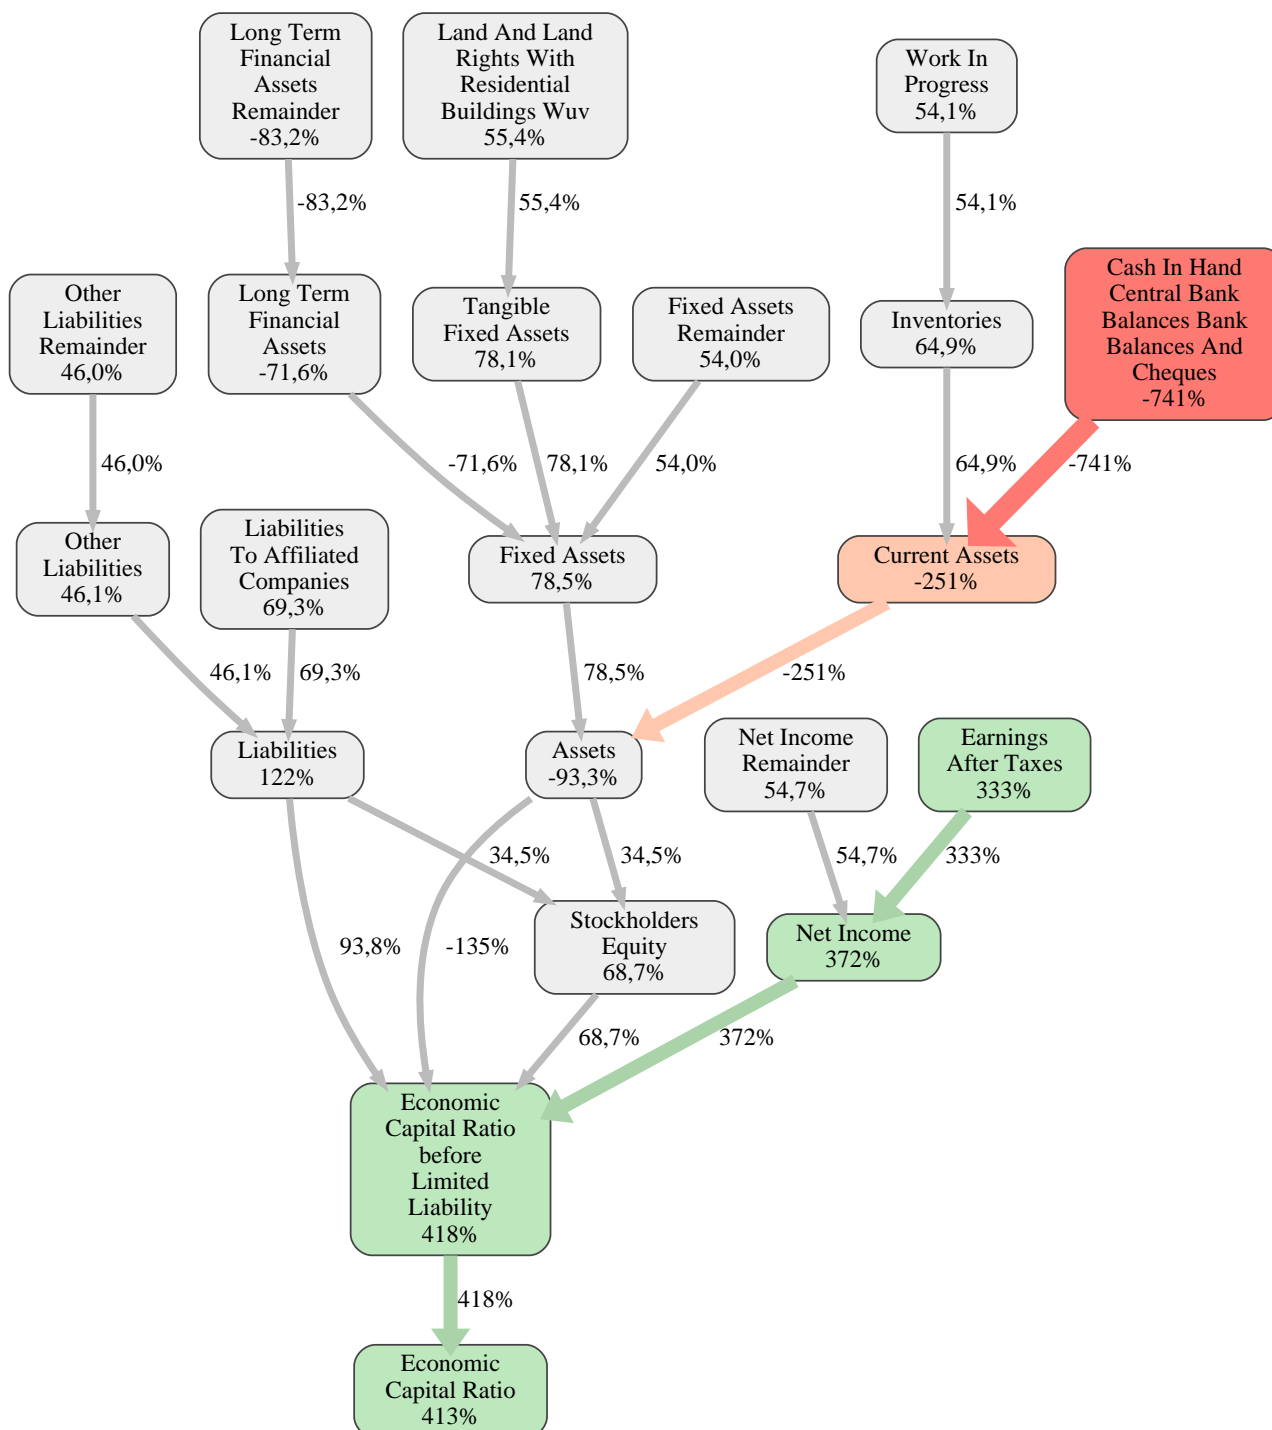 Long Term
Financial
Assets
Remainder
-83,2%
Land And Land
Rights With
Residential
Buildings Wuv
55,4%
Work In
Progress
54,1%
-83,2%
55,4%
54,1%
Other
Liabilities
Remainder
46,0%
Long Term
Financial
Assets
-71,6%
Tangible
Fixed Assets
78,1%
Fixed Assets
Remainder
54,0%
Inventories
64,9%
Cash In Hand
Central Bank
Balances Bank
Balances And
Cheques
-741%
46,0%
-71,6%
78,1%
54,0%
64,9%
-741%
Other
Liabilities
46,1%
Liabilities
To Affiliated
Companies
69,3%
Fixed Assets
78,5%
Current Assets
-251%
46,1%
69,3%
78,5%
-251%
Liabilities
122%
Assets
-93,3%
Net Income
Remainder
54,7%
Earnings
After Taxes
333%
34,5%
34,5%
54,7%
333%
93,8%
-135%
Stockholders
Equity
68,7%
Net Income
372%
68,7%
372%
Economic
Capital Ratio
before
Limited
Liability
418%
418%
Economic
Capital Ratio
413%